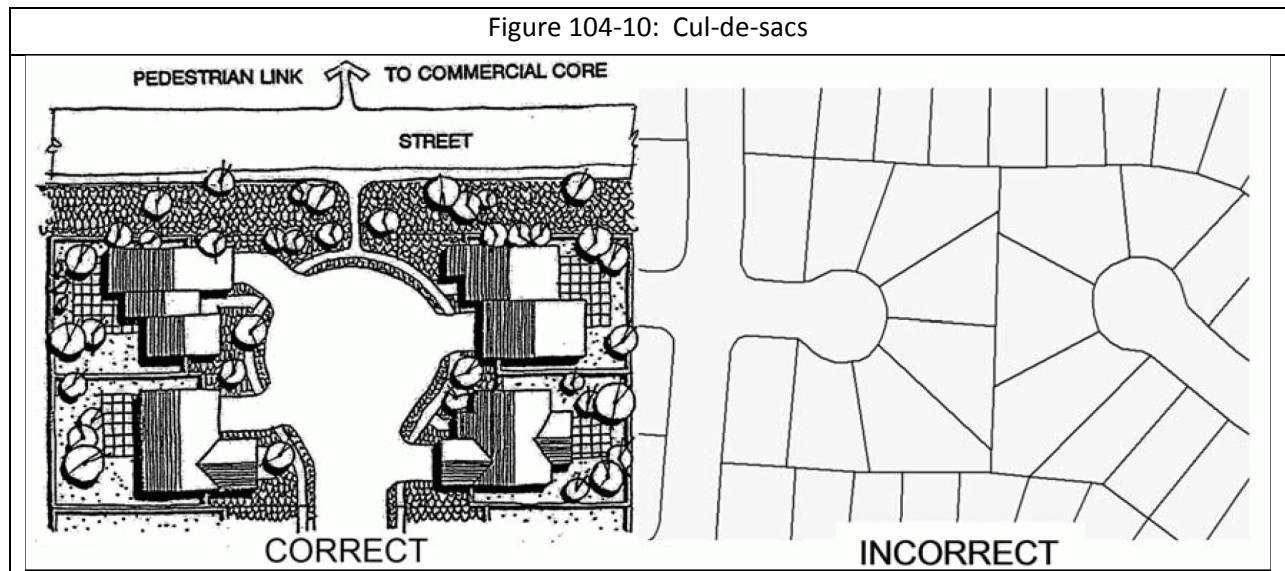 Figure 104-10: Cul-de-sacs
PEDESTRIAN LINK TO COMMERCIAL CORE
STREET
CORRECT
INCORRECT